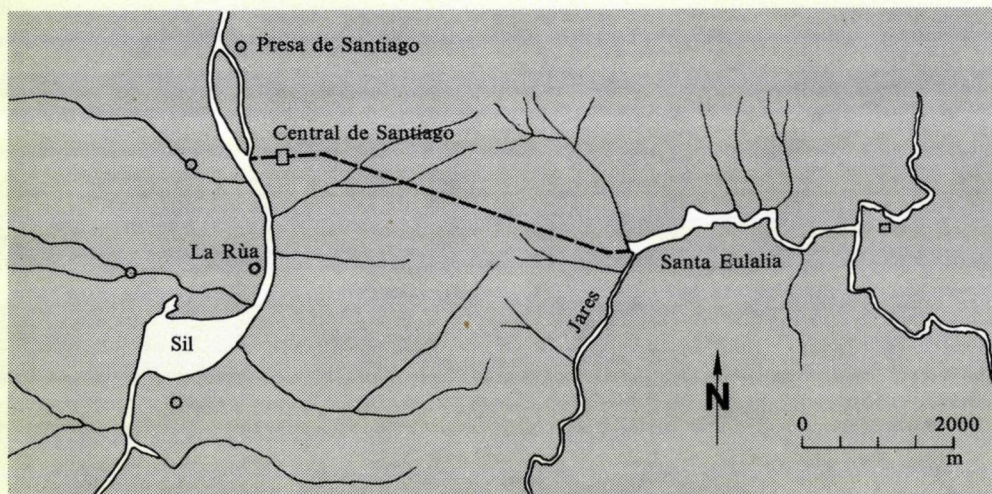 Presa de Santiago
Central de Santiago
La Rùa
Santa Eulalia
Jares
Sil
N
0 2000
m